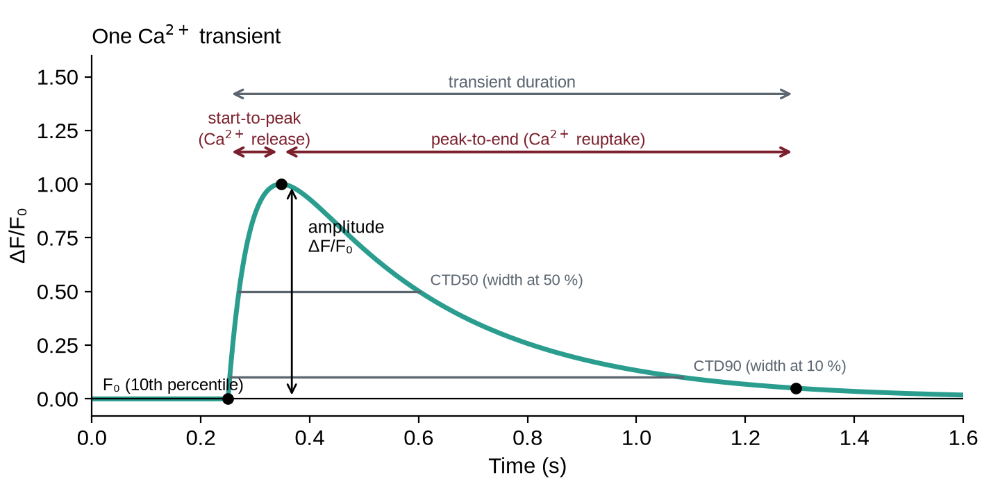 One Ca²⁺ transient
1.50
1.25
1.00
0.75
0.50
0.25
0.00
ΔF/F₀
transient duration
start-to-peak
(Ca²⁺ release)
peak-to-end (Ca²⁺ reuptake)
amplitude
ΔF/F₀
CTD50 (width at 50 %)
CTD90 (width at 10 %)
F₀ (10th percentile)
0.0 0.2 0.4 0.6 0.8 1.0 1.2 1.4 1.6
Time (s)